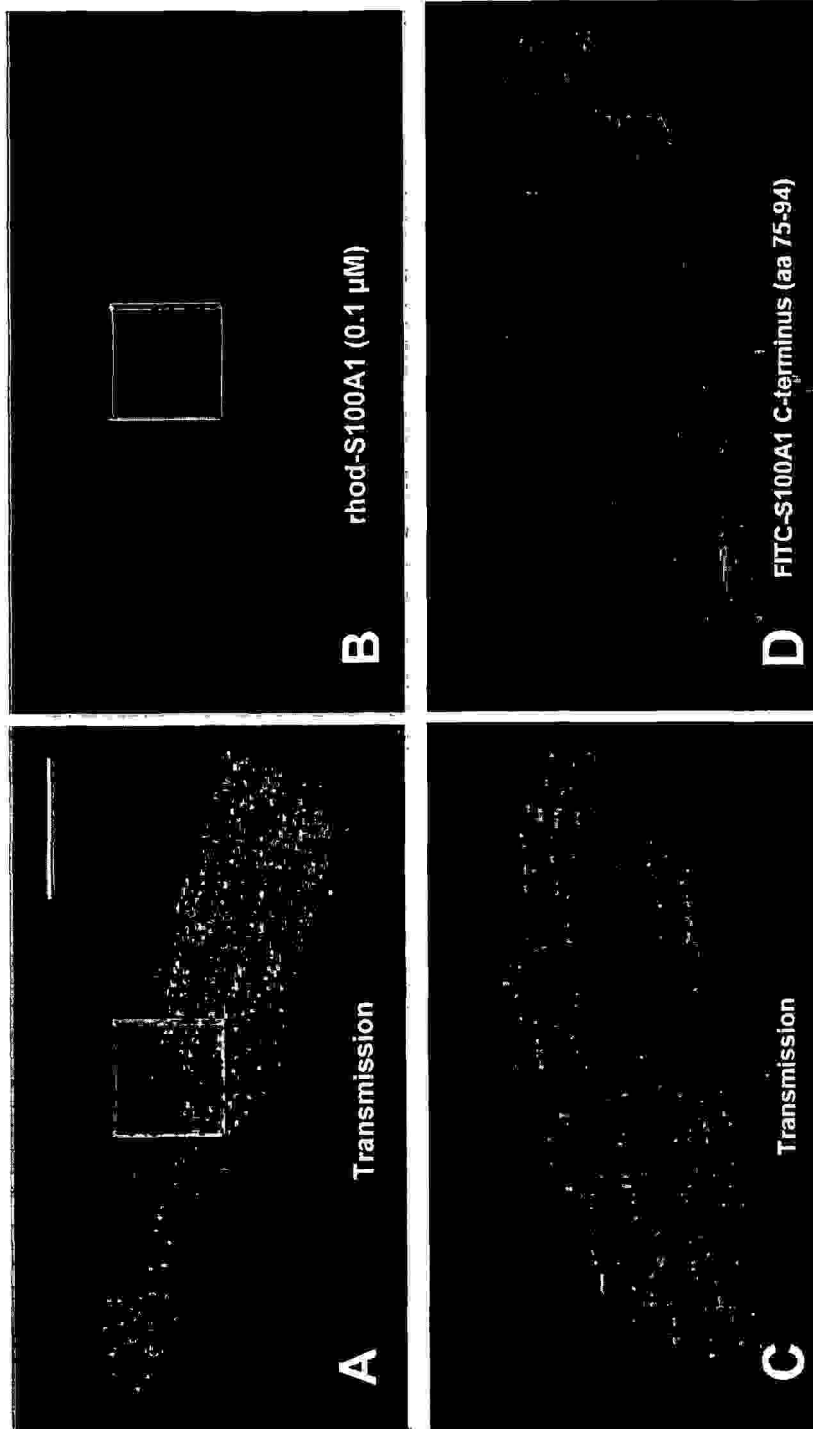 A
Transmission
B
rhod-S100A1 (0.1 µM)
C
Transmission
D
FITC-S100A1 C-terminus (aa 75-94)